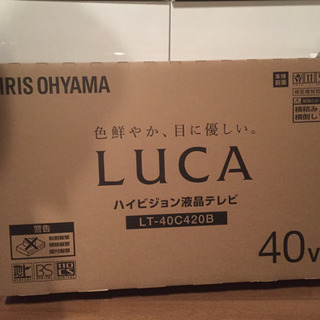 IRIS OHYAMA
色鮮やか、目に優しい。
LUCA
ハイビジョン液晶テレビ
LT-40C420B
警告
40V
BS